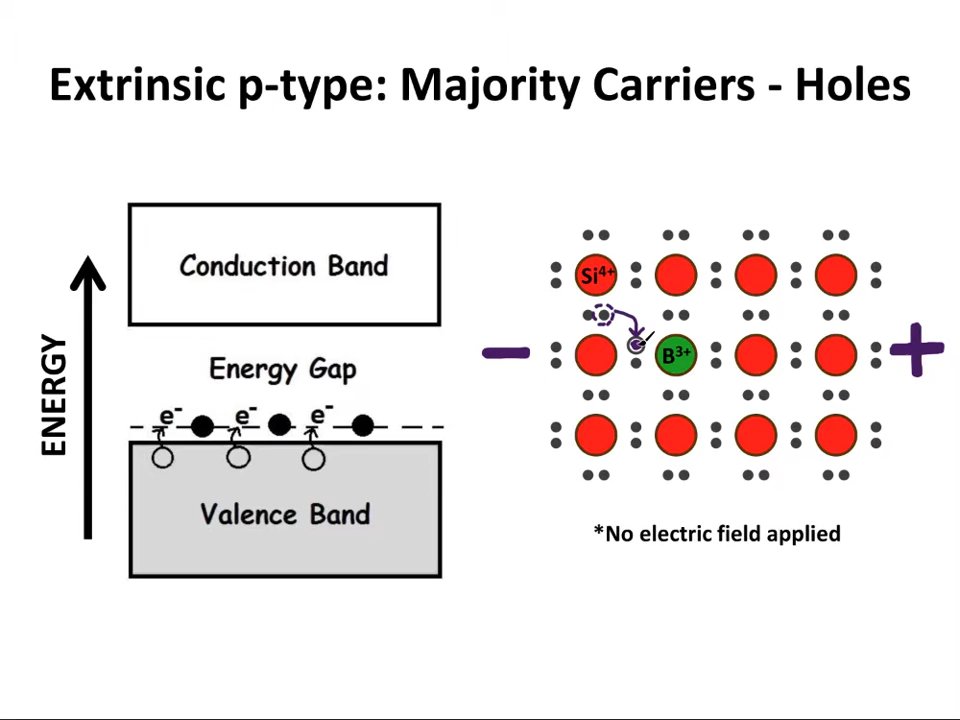 Extrinsic p-type: Majority Carriers - Holes
ENERGY
Conduction Band
Energy Gap
e- e- e-
Valence Band
Si4+
B3+
- +
*No electric field applied